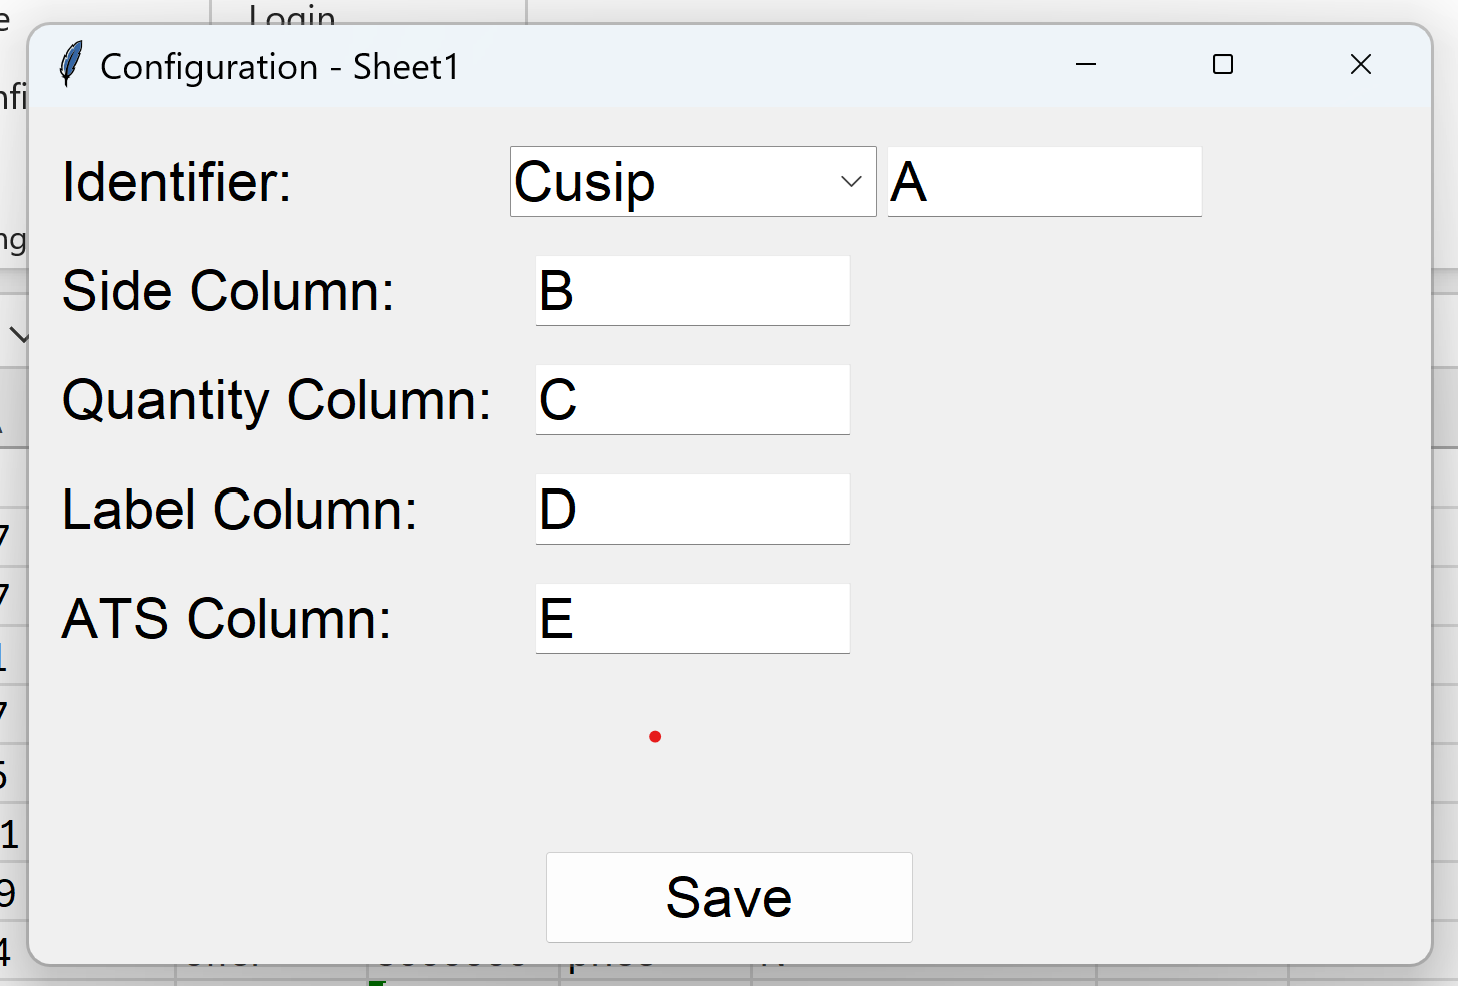 Login
Configuration - Sheet1
Identifier: Cusip A
Side Column: B
Quantity Column: C
Label Column: D
ATS Column: E
Save